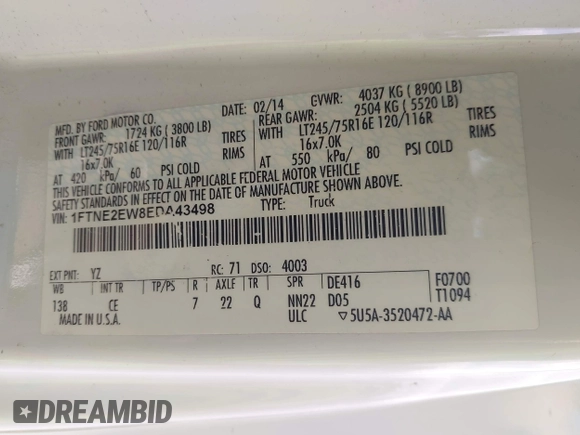 MFD. BY FORD MOTOR CO.
DATE: 02/14 GVWR: 4037 KG ( 8900 LB)
FRONT GAWR: 1724 KG ( 3800 LB) REAR GAWR: 2504 KG ( 5520 LB)
WITH LT245/75R16E 120/116R TIRES WITH LT245/75R16E 120/116R TIRES
16x7.0K RIMS 16x7.0K RIMS
AT 420 kPa/ 60 PSI COLD AT 550 kPa/ 80 PSI COLD
THIS VEHICLE CONFORMS TO ALL APPLICABLE FEDERAL MOTOR VEHICLE
SAFETY STANDARDS IN EFFECT ON THE DATE OF MANUFACTURE SHOWN ABOVE.
VIN: 1FTNE2EW8EDA43498 TYPE: Truck
EXT PNT: YZ RC: 71 DSO: 4003
WB INT TR TP/PS R AXLE TR DE416 F0700
138 CE 7 22 Q NN22 D05 T1094
MADE IN U.S.A. ULC ▽5U5A-3520472-AA
DREAMBID